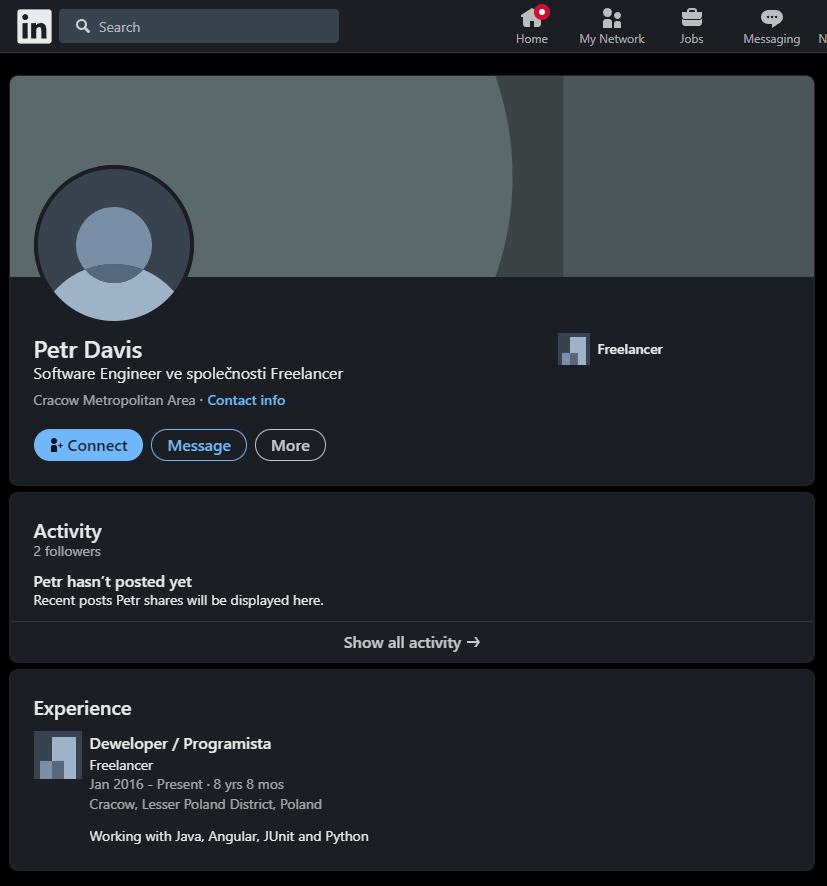 in
Search
Home
My Network
Jobs
Messaging
N
Petr Davis
Software Engineer ve společnosti Freelancer
Cracow Metropolitan Area · Contact info
Freelancer
Connect
Message
More
Activity
2 followers
Petr hasn’t posted yet
Recent posts Petr shares will be displayed here.
Show all activity →
Experience
Deweloper / Programista
Freelancer
Jan 2016 - Present · 8 yrs 8 mos
Cracow, Lesser Poland District, Poland
Working with Java, Angular, JUnit and Python